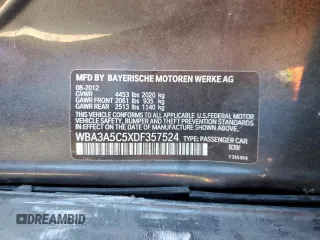 MFD. BY BAYERISCHE MOTOREN WERKE AG
08-2012
GVWR 4453 lbs 2020 kg
GAWR FRONT 2061 lbs 935 kg
GAWR REAR 2513 lbs 1140 kg
THIS VEHICLE CONFORMS TO ALL APPLICABLE
FEDERAL MOTOR VEHICLE SAFETY, BUMPER,
AND THEFT PREVENTION STANDARDS IN EFFECT
ON THE DATE OF MANUFACTURE SHOWN ABOVE.
WBA3A5C5XDF357524 TYPE: PASSENGER CAR
DREAMBID